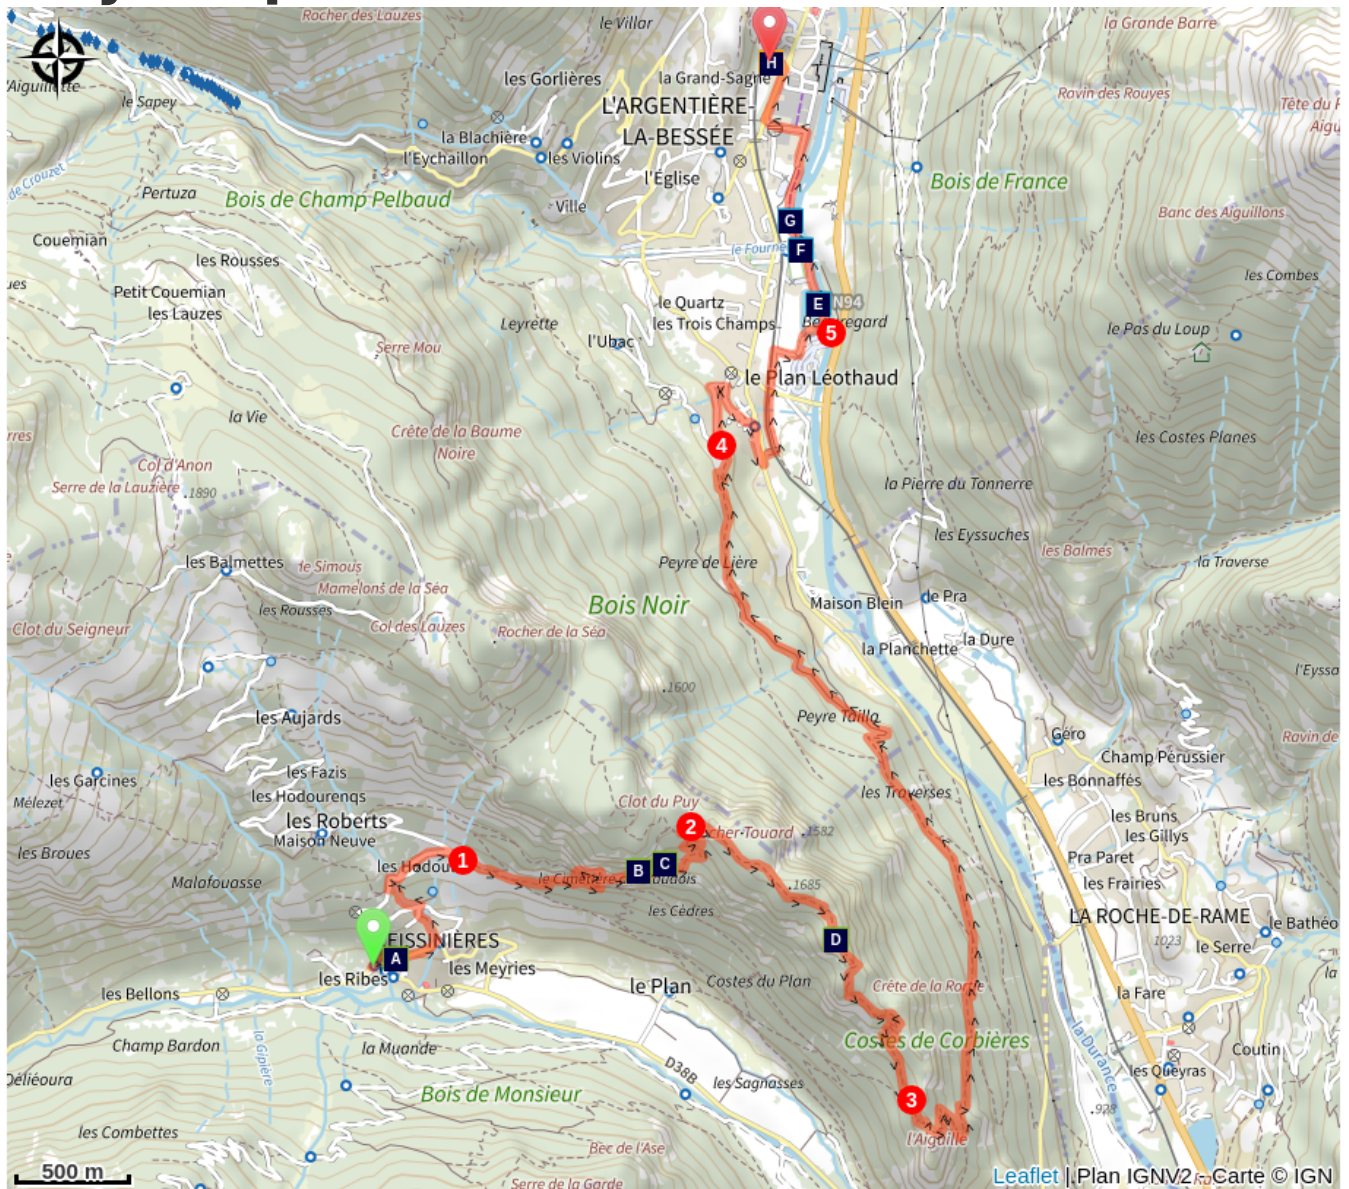 Rocher des Lauzes
le Villar
la Grande Barre
l'Aiguillette
le Sapey
les Gorlières
la Grand-Sagne
H
Ravin des Rouyes
L'ARGENTIÈRE-
LA-BESSÉE
la Blachière
l'Eychaillon
les Violins
l'Église
de Crouzet
Pertuza
Bois de Champ Pelbaud
Ville
Bois de France
Banc des Aiguillons
Couemian
les Rousses
G
F
les Combes
Petit Couemian
les Lauzes
le Quartz
E
N94
Leyrette
les Trois Champs
5
le Pas du Loup
Serre Mou
l'Ubac
le Plan Léothaud
la Vie
Crête de la Baume
Noire
4
les Costes Planes
Col d'Anon
Serre de la Lauzière
1890
la Pierre du Tonnerre
les Eyssuches
les Balmès
la Traverse
les Balmettes
le Simous
Mamelons de la Séa
Peyre de Lière
les Rousses
Bois Noir
Maison Blein
de Pra
Clot du Seigneur
Col des Lauzes
Rocher de la Séa
la Dure
la Planchette
1600
les Aujards
Peyre Taillo
Géro
Champ Pérussier
Ravin de
les Garcines
les Fazis
les Bonnaffés
Mélezet
les Hodourenqs
Clot du Puy
les Traverses
les Roberts
2
1582
les Bruns
Maison Neuve
les Gillys
les Broues
1
Pra Paret
B
C
Malafouasse
1685
les Frairies
les Cèdres
LA ROCHE-DE-RAME
le Serre
1023
D
A
FISSINIÈRES
les Meyries
les Ribes
le Plan
Costes du Plan
les Bellons
la Fare
Champ Bardon
la Gipière
la Muande
Costes de Corbières
Coutin
la Durance
D38B
les Sagnasses
les Queyras
Bois de Monsieur
3
928
les Combettes
l'Aiguille
Bec de l'Ase
500 m
Serre de la Garde
Leaflet | Plan IGNV2 - Carte © IGN